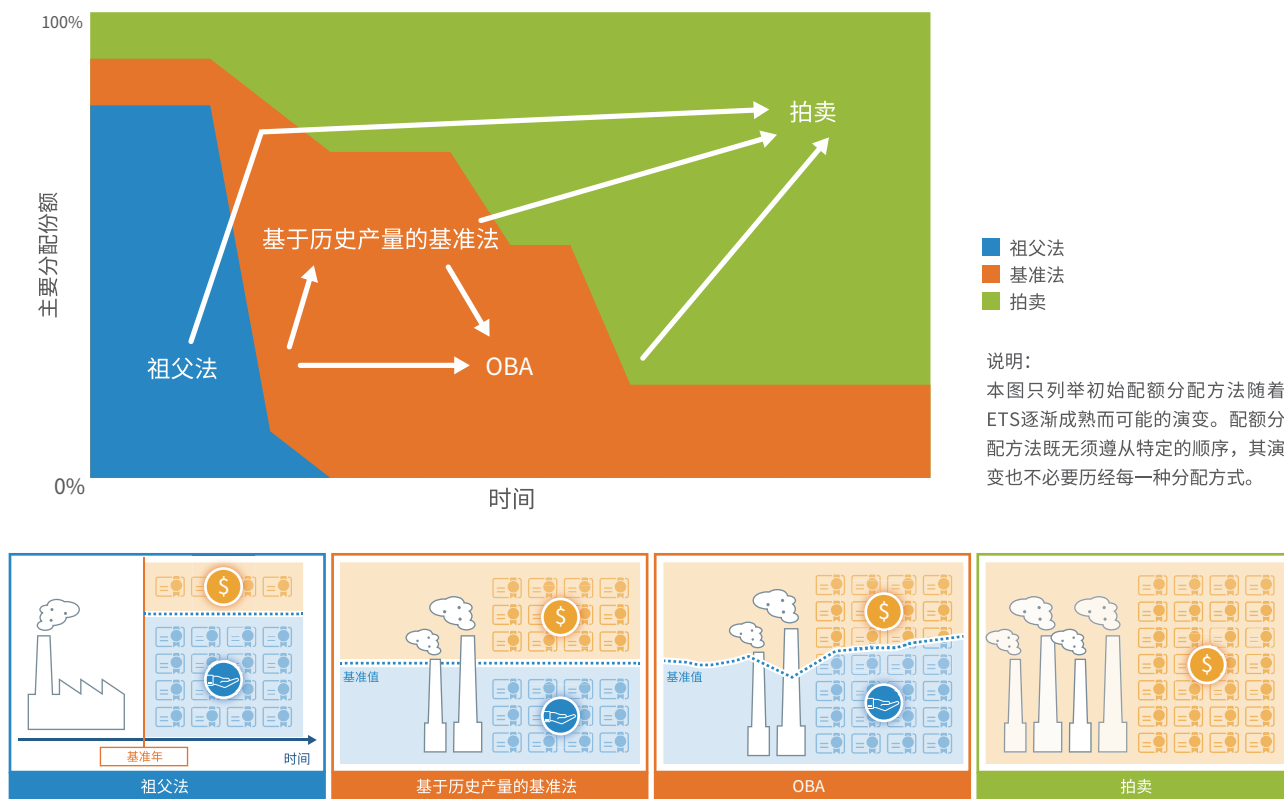 100%
主要分配份额
拍卖
基于历史产量的基准法
祖父法
OBA
0%
时间
祖父法
基准法
拍卖
说明：
本图只列举初始配额分配方法随着
ETS逐渐成熟而可能的演变。配额分
配方法既无须遵从特定的顺序，其演
变也不必要历经每一种分配方式。
$
基准年
时间
祖父法
$
基准值
基于历史产量的基准法
$
基准值
OBA
$
拍卖